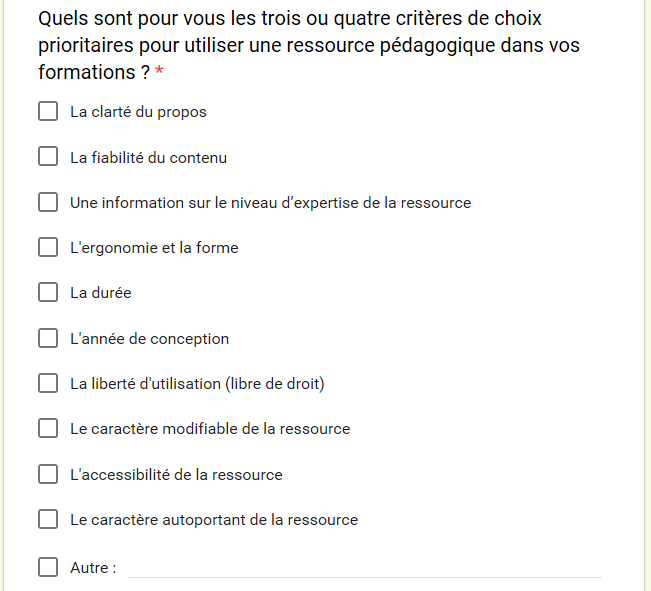 Quels sont pour vous les trois ou quatre critères de choix
prioritaires pour utiliser une ressource pédagogique dans vos
formations ? *
La clarté du propos
La fiabilité du contenu
Une information sur le niveau d’expertise de la ressource
L'ergonomie et la forme
La durée
L'année de conception
La liberté d'utilisation (libre de droit)
Le caractère modifiable de la ressource
L'accessibilité de la ressource
Le caractère autoportant de la ressource
Autre :